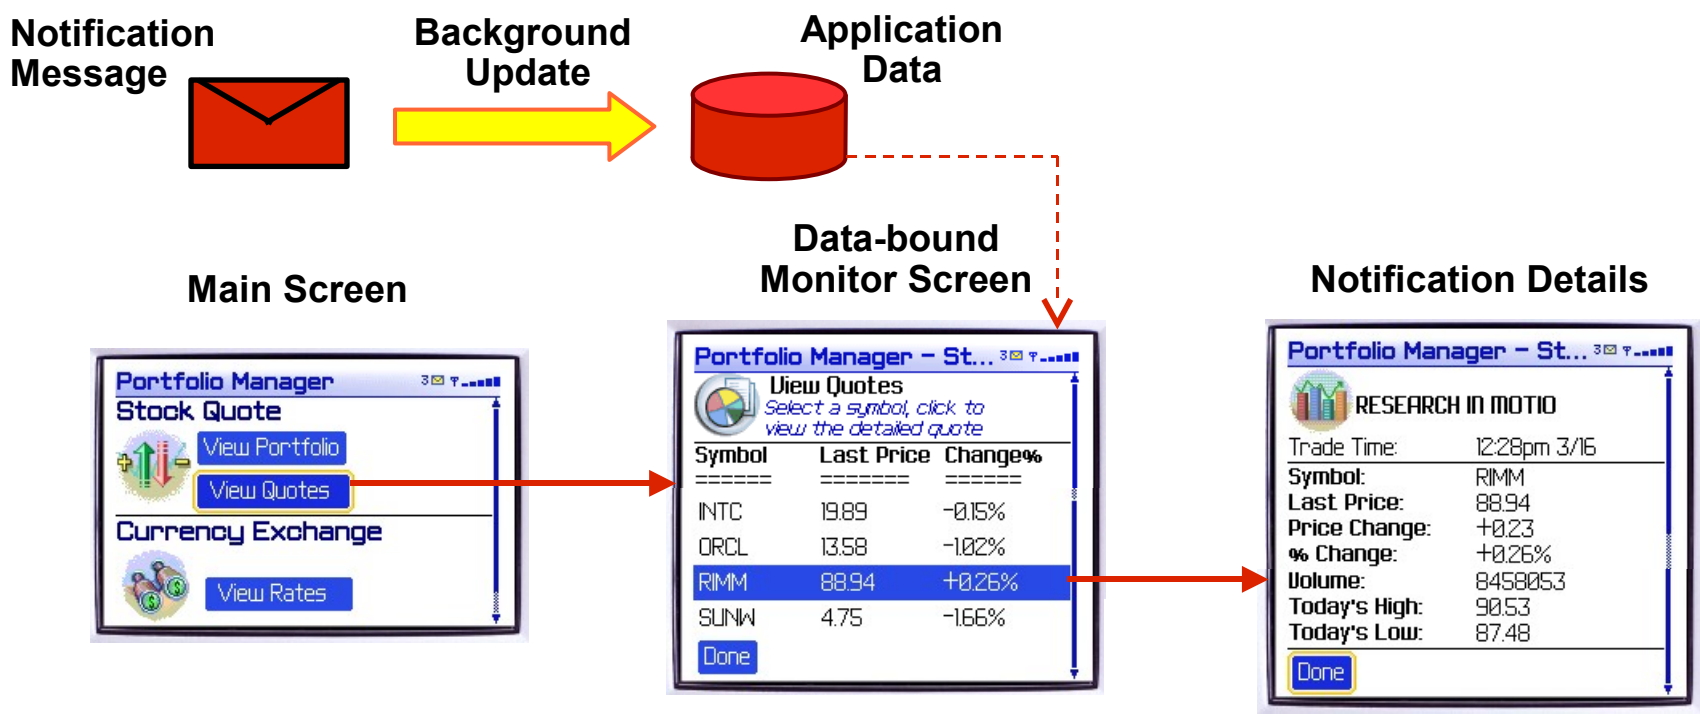 Notification
Message
Background
Update
Application
Data
Main Screen
Data-bound
Monitor Screen
Notification Details
Portfolio Manager 3
Stock Quote
View Portfolio
View Quotes
Currency Exchange
View Rates
Portfolio Manager - St... 3
View Quotes
Select a symbol, click to
view the detailed quote
Symbol Last Price Change%
====== ======= ======
INTC 19.89 -0.15%
ORCL 13.58 -1.02%
RIMM 88.94 +0.26%
SUNW 4.75 -1.66%
Done
Portfolio Manager - St... 3
RESEARCH IN MOTIO
Trade Time: 12:28pm 3/16
Symbol: RIMM
Last Price: 88.94
Price Change: +0.23
% Change: +0.26%
Volume: 8458053
Today's High: 90.53
Today's Low: 87.48
Done